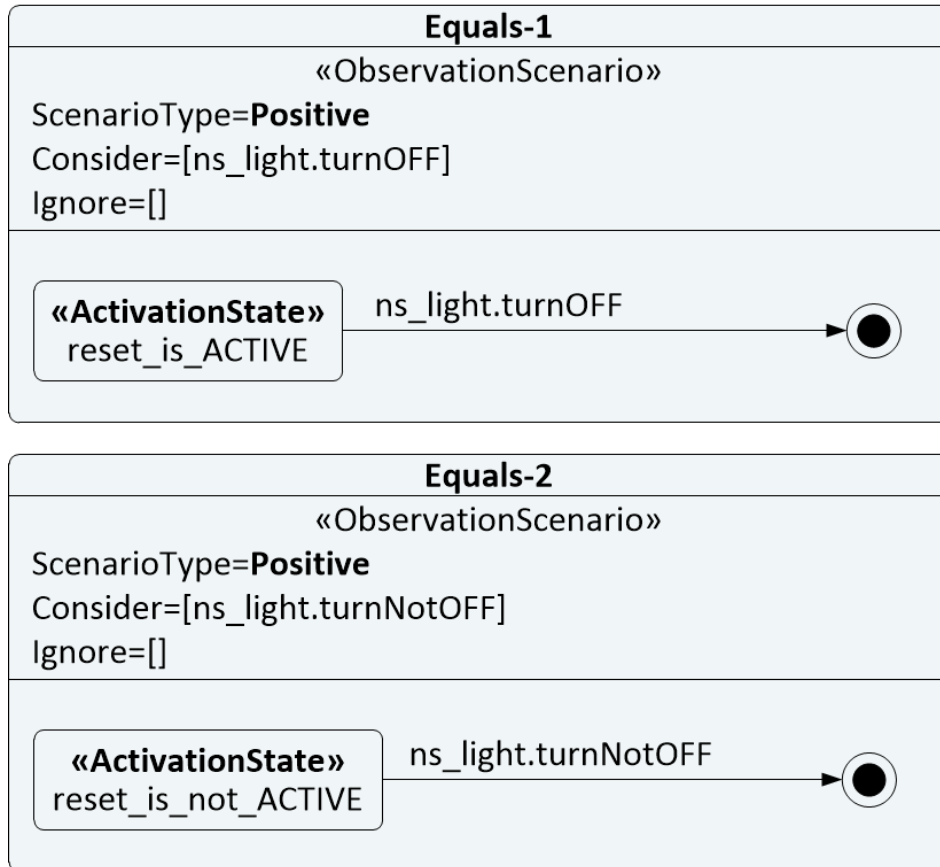 Equals-1
«ObservationScenario»
ScenarioType=Positive
Consider=[ns_light.turnOFF]
Ignore=[]
«ActivationState»
reset_is_ACTIVE
ns_light.turnOFF
Equals-2
«ObservationScenario»
ScenarioType=Positive
Consider=[ns_light.turnNotOFF]
Ignore=[]
«ActivationState»
reset_is_not_ACTIVE
ns_light.turnNotOFF